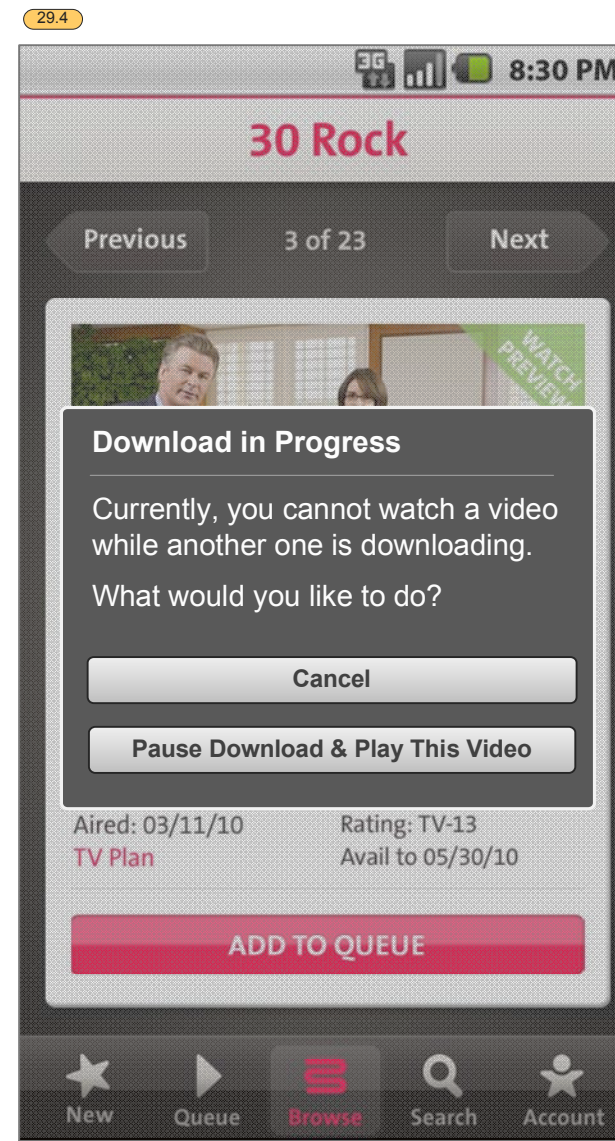 29.4
3G 8:30 PM
30 Rock
Previous 3 of 23 Next
WATCH
PREVIEW
Download in Progress
Currently, you cannot watch a video
while another one is downloading.
What would you like to do?
Cancel
Pause Download & Play This Video
Aired: 03/11/10 Rating: TV-13
TV Plan Avail to 05/30/10
ADD TO QUEUE
New Queue Browse Search Account